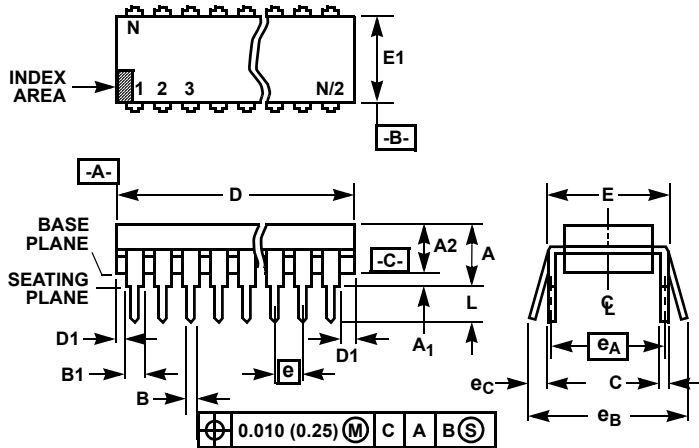 N
INDEX
AREA
1 2 3 N/2
E1
-B-
-A-
D
E
BASE
PLANE
A2
A
-C-
SEATING
PLANE
L
C
L
D1
A1
D1
eA
B1
e
eC
C
B
eB
0.010 (0.25) M C A B S